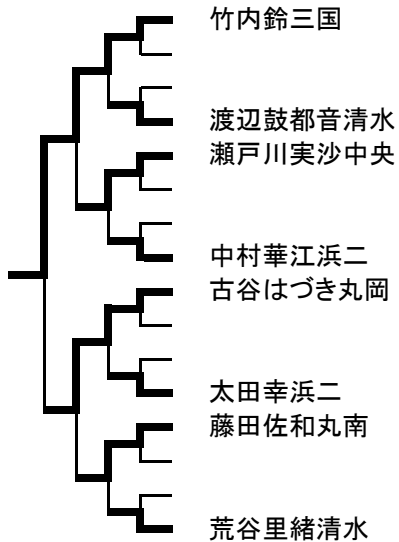 竹内鈴三国
渡辺鼓都音清水
瀬戸川実沙中央
中村華江浜二
古谷はづき丸岡
太田幸浜二
藤田佐和丸南
荒谷里緒清水